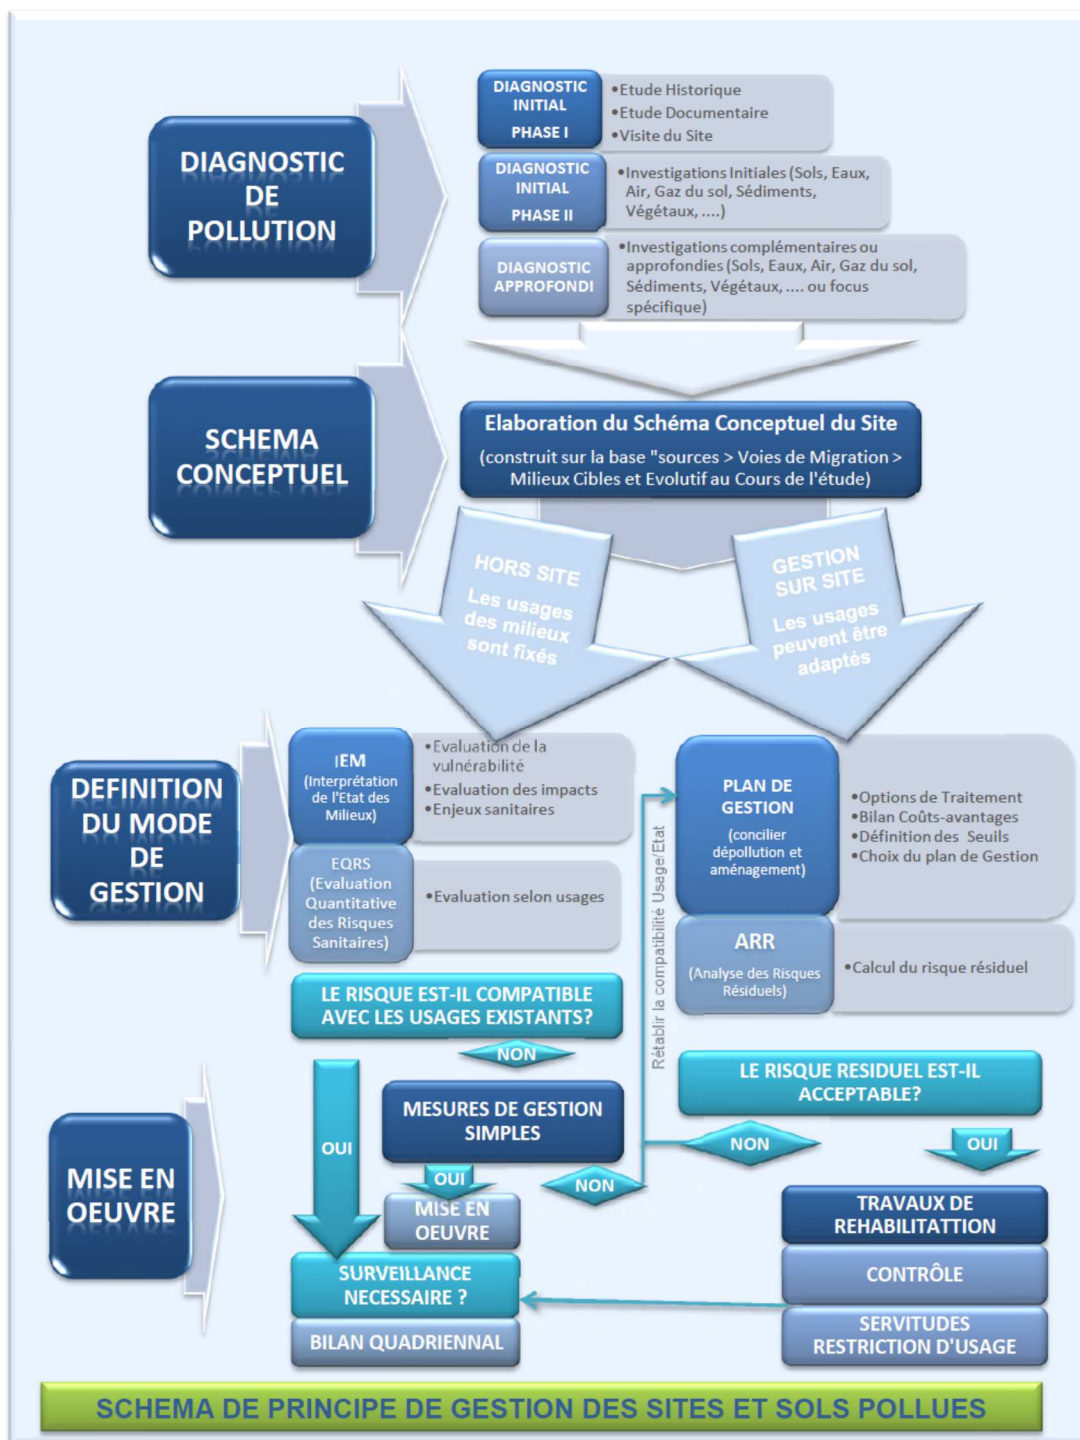 DIAGNOSTIC
DE
POLLUTION
DIAGNOSTIC
INITIAL
PHASE I
•Etude Historique
•Etude Documentaire
•Visite du Site
DIAGNOSTIC
INITIAL
PHASE II
•Investigations Initiales (Sols, Eaux,
Air, Gaz du sol, Sédiments,
Végétaux, ....)
DIAGNOSTIC
APPROFONDI
•Investigations complémentaires ou
approfondies (Sols, Eaux, Air, Gaz du sol,
Sédiments, Végétaux, .... ou focus
spécifique)
SCHEMA
CONCEPTUEL
Elaboration du Schéma Conceptuel du Site
(construit sur la base "sources > Voies de Migration >
Milieux Cibles et Evolutif au Cours de l'étude)
HORS SITE
Les usages
des milieux
sont fixés
GESTION
SUR SITE
Les usages
peuvent être
adaptés
DEFINITION
DU MODE
DE
GESTION
IEM
(Interprétation
de l'Etat des
Milieux)
•Evaluation de la
vulnérabilité
•Evaluation des impacts
•Enjeux sanitaires
EQRS
(Evaluation
Quantitative
des Risques
Sanitaires)
•Evaluation selon usages
Rétablir la compatibilité Usage/Etat
PLAN DE
GESTION
(concilier
dépollution et
aménagement)
•Options de Traitement
•Bilan Coûts-avantages
•Définition des Seuils
•Choix du plan de Gestion
ARR
(Analyse des Risques
Résiduels)
•Calcul du risque résiduel
LE RISQUE EST-IL COMPATIBLE
AVEC LES USAGES EXISTANTS?
NON
LE RISQUE RESIDUEL EST-IL
ACCEPTABLE?
MISE EN
OEUVRE
OUI
MESURES DE GESTION
SIMPLES
OUI
NON
NON
OUI
MISE EN
OEUVRE
TRAVAUX DE
REHABILITATTION
CONTRÔLE
SERVITUDES
RESTRICTION D'USAGE
SURVEILLANCE
NECESSAIRE ?
BILAN QUADRIENNAL
SCHEMA DE PRINCIPE DE GESTION DES SITES ET SOLS POLLUES